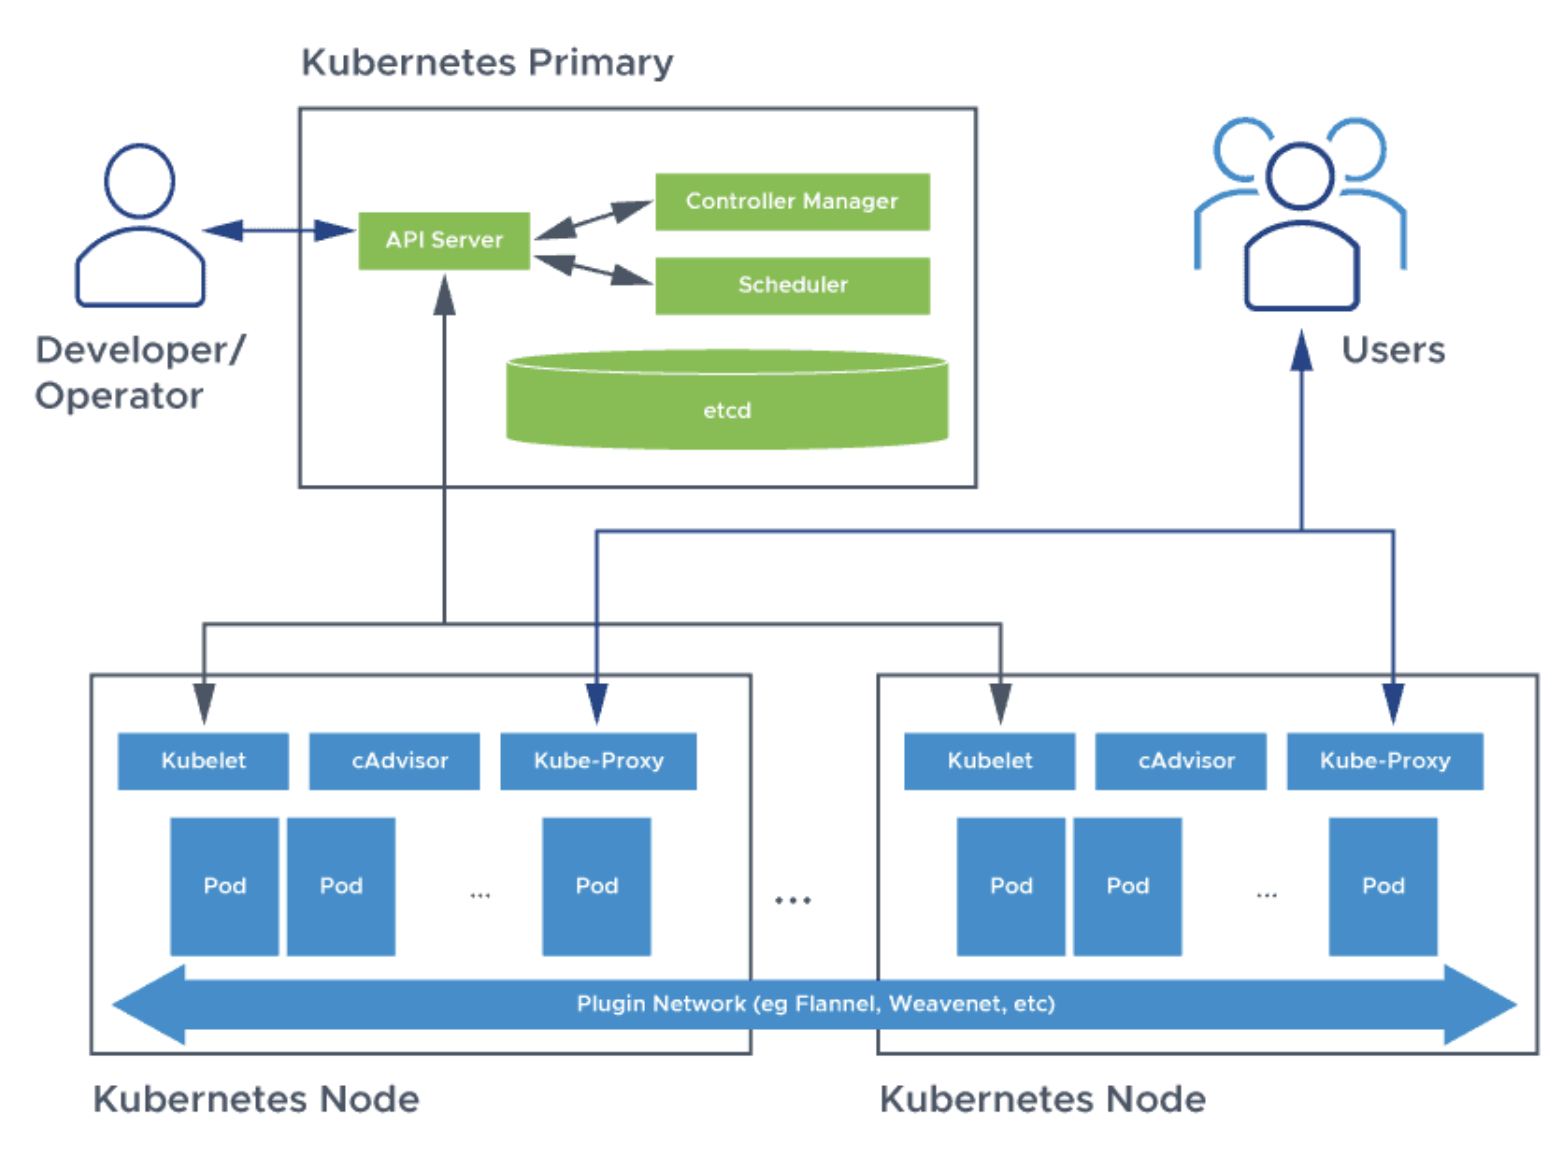 Kubernetes Primary
Developer/
Operator
API Server
Controller Manager
Scheduler
etcd
Users
Kubelet
cAdvisor
Kube-Proxy
Pod
Pod
...
Pod
...
Kubelet
cAdvisor
Kube-Proxy
Pod
Pod
...
Pod
Plugin Network (eg Flannel, Weavenet, etc)
Kubernetes Node
Kubernetes Node